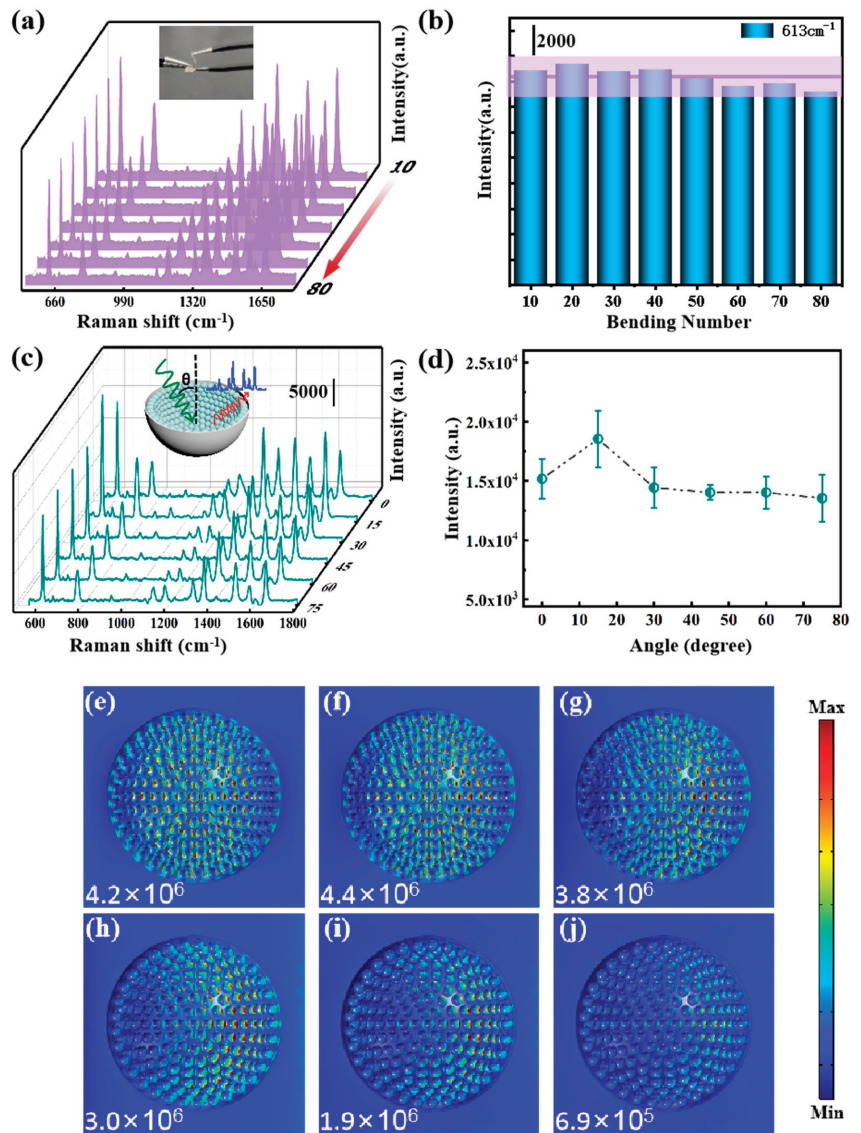 (a)
Intensity(a.u.)
10
80
660 990 1320 1650
Raman shift (cm⁻¹)
(b)
2000
613cm⁻¹
Intensity(a.u.)
10 20 30 40 50 60 70 80
Bending Number
(c)
θ
5000
Intensity (a.u.)
0
15
30
45
60
75
600 800 1000 1200 1400 1600 1800
Raman shift (cm⁻¹)
(d)
2.5x10⁴
2.0x10⁴
1.5x10⁴
1.0x10⁴
5.0x10³
Intensity (a.u.)
0 10 20 30 40 50 60 70 80
Angle (degree)
(e) (f) (g)
4.2×10⁶ 4.4×10⁶ 3.8×10⁶
(h) (i) (j)
3.0×10⁶ 1.9×10⁶ 6.9×10⁵
Max
Min